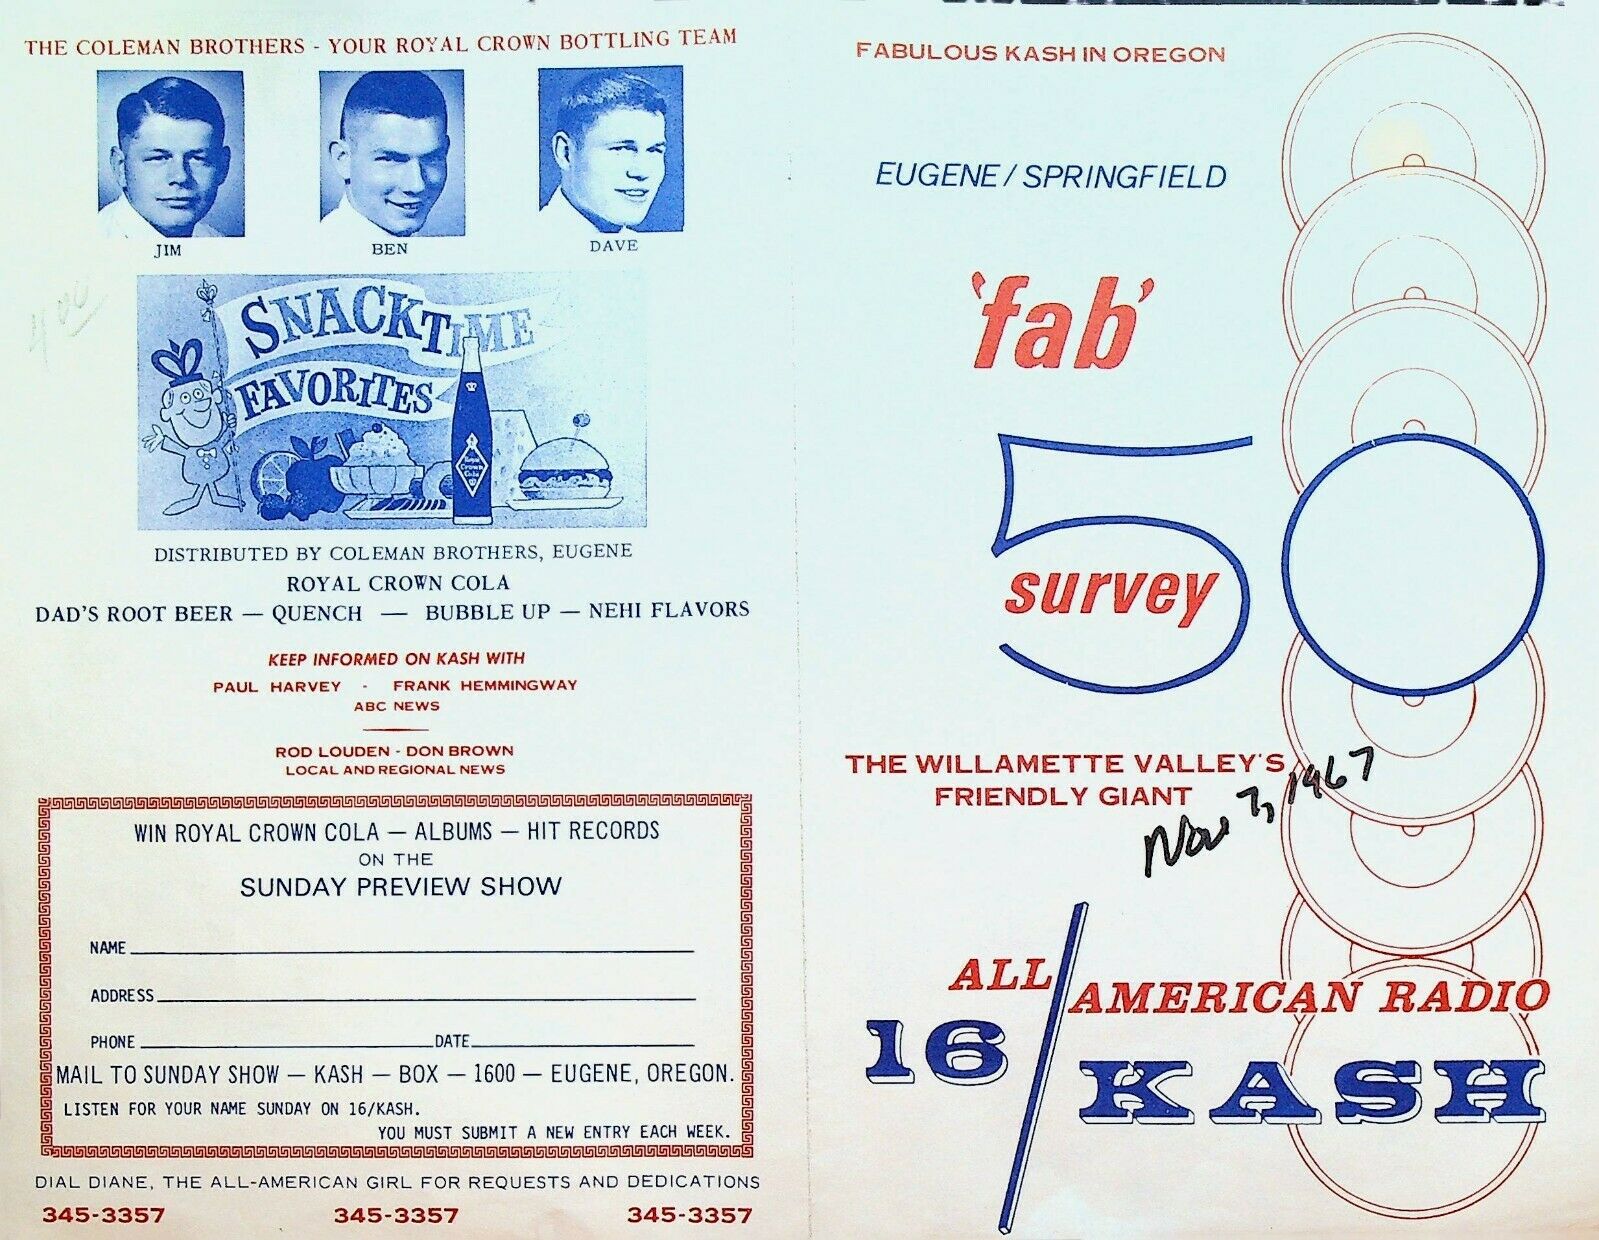 THE COLEMAN BROTHERS - YOUR ROYAL CROWN BOTTLING TEAM
JIM
BEN
DAVE
4.00
SNACKTIME
FAVORITES
Royal
Crown
Cola
DISTRIBUTED BY COLEMAN BROTHERS, EUGENE
ROYAL CROWN COLA
DAD'S ROOT BEER — QUENCH — BUBBLE UP — NEHI FLAVORS
KEEP INFORMED ON KASH WITH
PAUL HARVEY - FRANK HEMMINGWAY
ABC NEWS
ROD LOUDEN - DON BROWN
LOCAL AND REGIONAL NEWS
WIN ROYAL CROWN COLA — ALBUMS — HIT RECORDS
ON THE
SUNDAY PREVIEW SHOW
NAME
ADDRESS
PHONE DATE
MAIL TO SUNDAY SHOW — KASH — BOX — 1600 — EUGENE, OREGON.
LISTEN FOR YOUR NAME SUNDAY ON 16/KASH.
YOU MUST SUBMIT A NEW ENTRY EACH WEEK.
DIAL DIANE, THE ALL-AMERICAN GIRL FOR REQUESTS AND DEDICATIONS
345-3357 345-3357 345-3357
FABULOUS KASH IN OREGON
EUGENE/SPRINGFIELD
'fab'
50
survey
THE WILLAMETTE VALLEY'S
FRIENDLY GIANT
Nov 7, 1967
ALL/AMERICAN RADIO
16/KASH